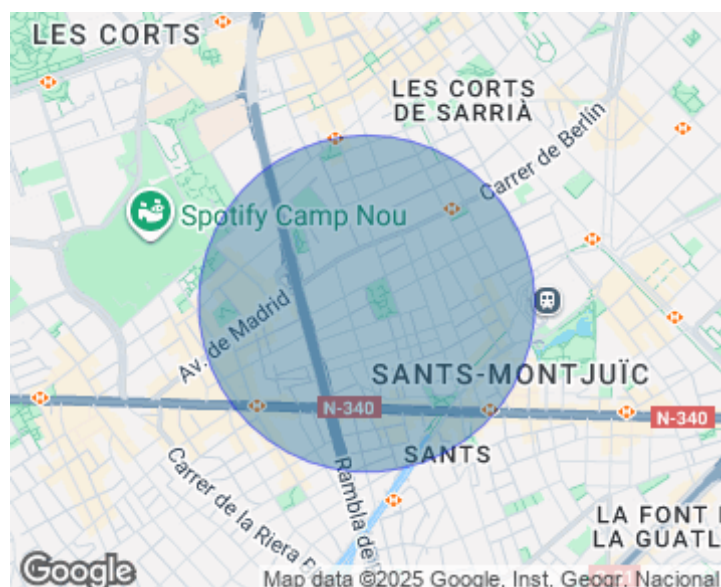 LES CORTS
LES CORTS
DE SARRIÀ
Carrer de Berlín
Spotify Camp Nou
Av. de Madrid
SANTS-MONTJUÏC
N-340
N-340
SANTS
Rambla de
Carrer de la Riera
LA FONT
LA GUATL
Google
Map data ©2025 Google, Inst. Geogr. Nacional